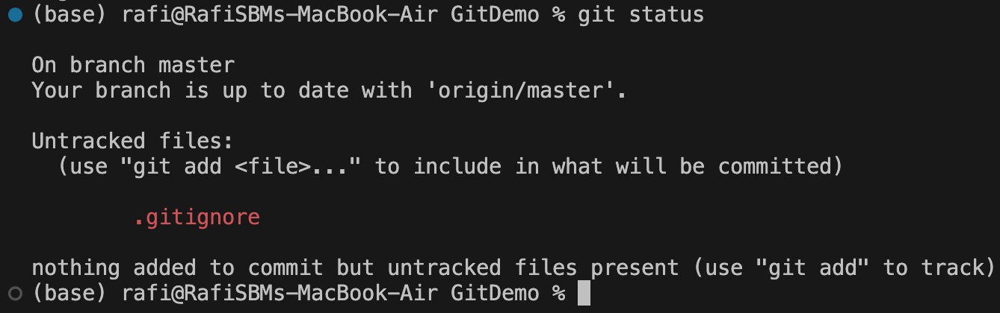 (base) rafi@RafiSBMs-MacBook-Air GitDemo % git status
On branch master
Your branch is up to date with 'origin/master'.
Untracked files:
(use "git add <file>..." to include in what will be committed)
.gitignore
nothing added to commit but untracked files present (use "git add" to track)
(base) rafi@RafiSBMs-MacBook-Air GitDemo %